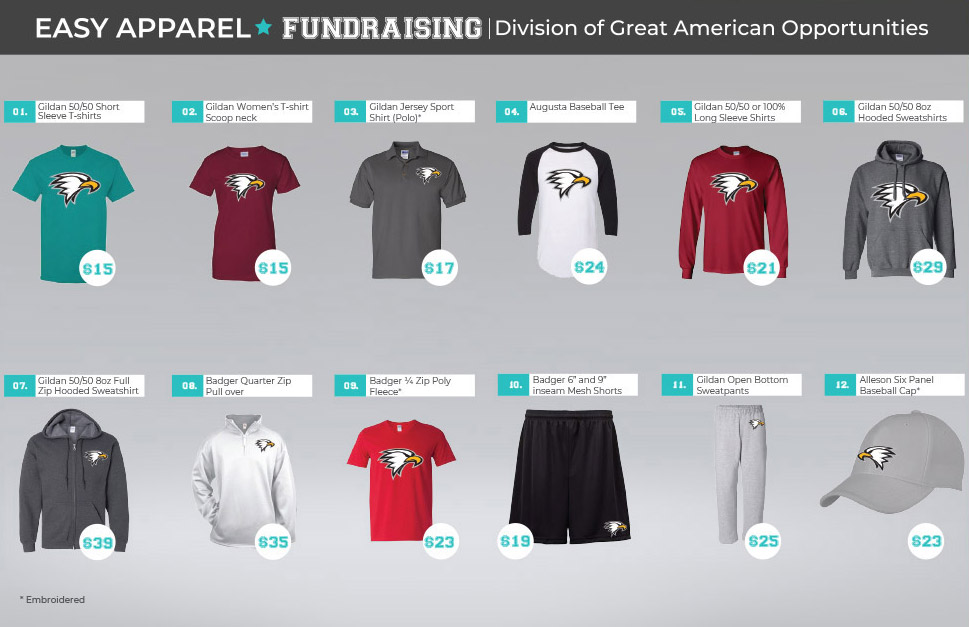 EASY APPAREL FUNDRAISING | Division of Great American Opportunities
01. Gildan 50/50 Short
Sleeve T-shirts
02. Gildan Women's T-shirt
Scoop neck
03. Gildan Jersey Sport
Shirt (Polo)*
04. Augusta Baseball Tee
05. Gildan 50/50 or 100%
Long Sleeve Shirts
06. Gildan 50/50 8oz
Hooded Sweatshirts
$15
$15
$17
$24
$21
$29
07. Gildan 50/50 8oz Full
Zip Hooded Sweatshirt
08. Badger Quarter Zip
Pull over
09. Badger ¼ Zip Poly
Fleece*
10. Badger 6" and 9"
inseam Mesh Shorts
11. Gildan Open Bottom
Sweatpants
12. Alleson Six Panel
Baseball Cap*
$39
$35
$23
$19
$25
$23
* Embroidered